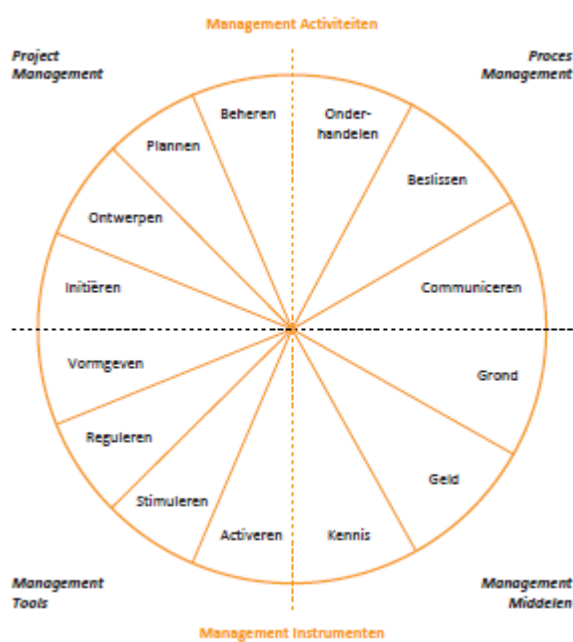 Management Activiteiten
Project
Management
Proces
Management
Beheren
Onder-
handelen
Plannen
Beslissen
Ontwerpen
Initiëren
Communiceren
Vormgeven
Grond
Reguleren
Geld
Stimuleren
Activeren
Kennis
Management
Tools
Management
Middelen
Management Instrumenten